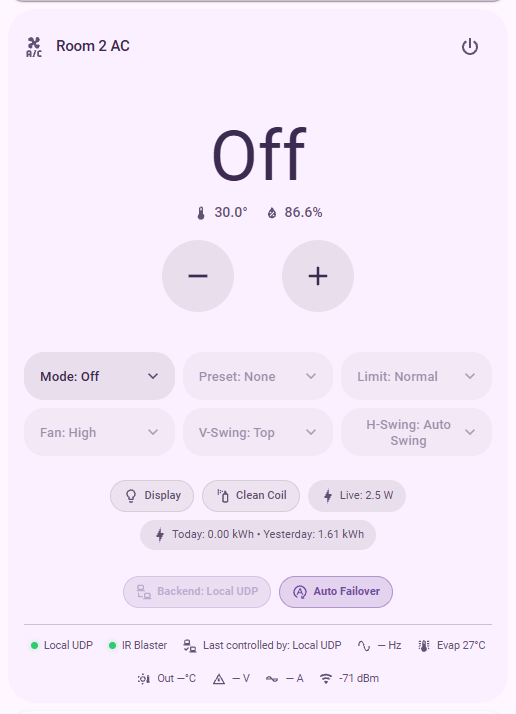 A/C
Room 2 AC
Off
30.0° 86.6%
Mode: Off Preset: None Limit: Normal
Fan: High V-Swing: Top H-Swing: Auto
Swing
Display Clean Coil Live: 2.5 W
Today: 0.00 kWh • Yesterday: 1.61 kWh
Backend: Local UDP Auto Failover
Local UDP IR Blaster Last controlled by: Local UDP — Hz Evap 27°C
Out —°C — V — A -71 dBm